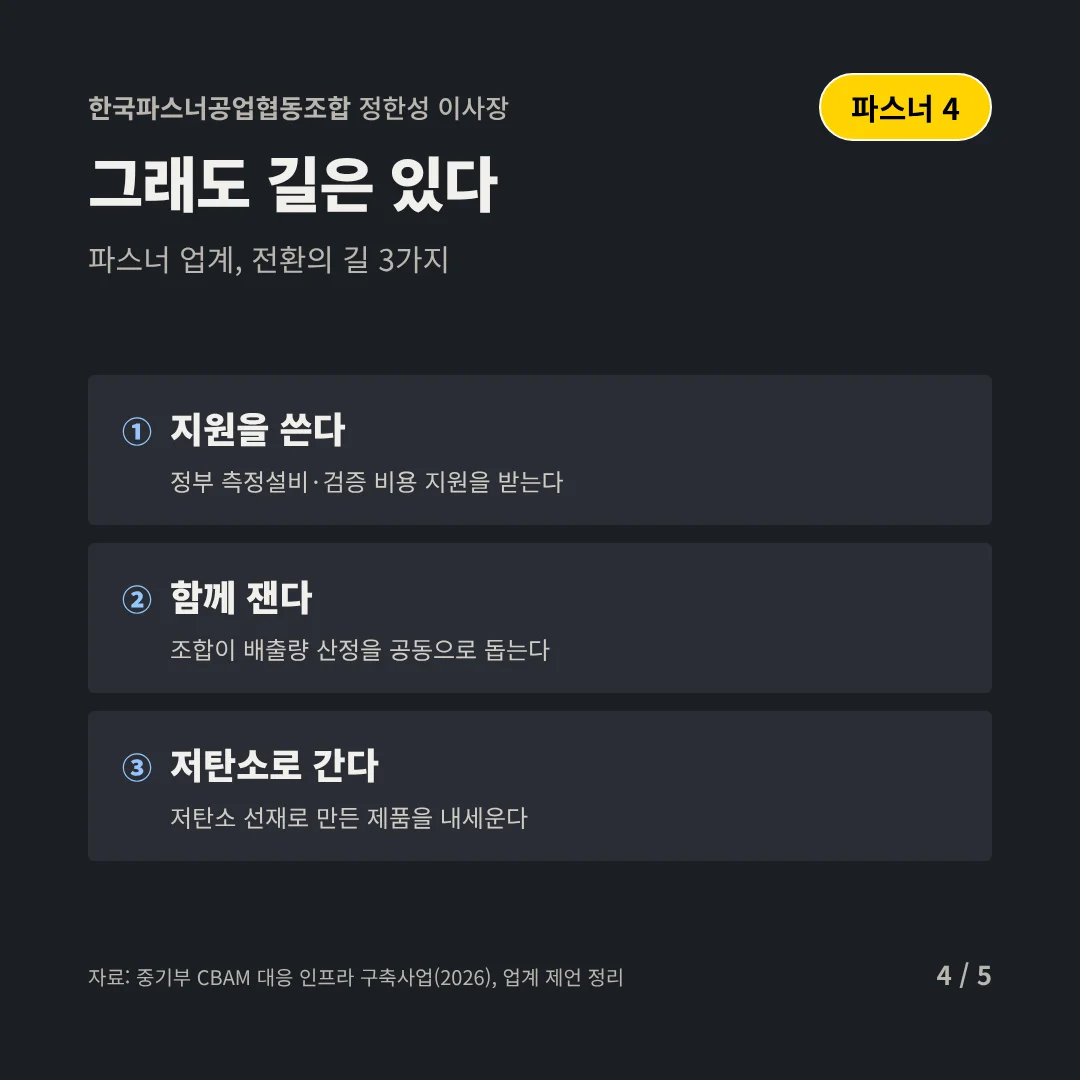 한국파스너공업협동조합 정한성 이사장
파스너 4
그래도 길은 있다
파스너 업계, 전환의 길 3가지
① 지원을 쓴다
정부 측정설비·검증 비용 지원을 받는다
② 함께 잰다
조합이 배출량 산정을 공동으로 돕는다
③ 저탄소로 간다
저탄소 선재로 만든 제품을 내세운다
자료: 중기부 CBAM 대응 인프라 구축사업(2026), 업계 제언 정리
4 / 5